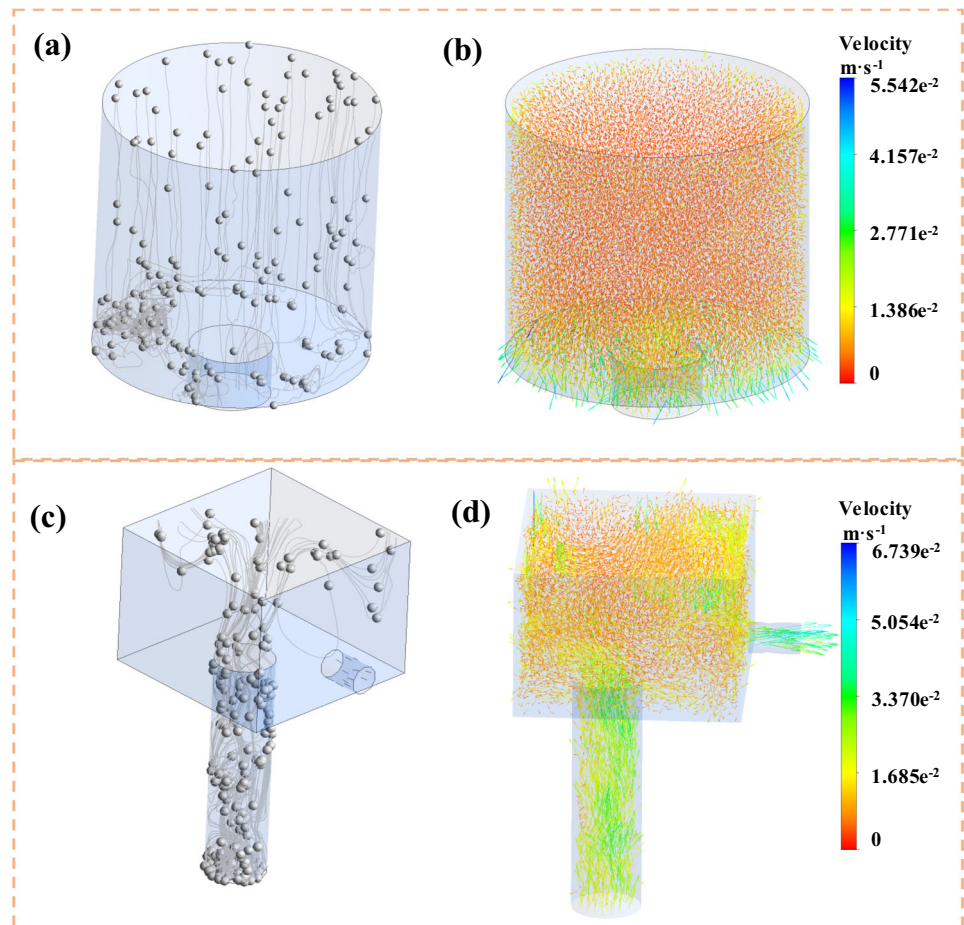 (a)
(b)
Velocity
m·s⁻¹
5.542e⁻²
4.157e⁻²
2.771e⁻²
1.386e⁻²
0
(c)
(d)
Velocity
m·s⁻¹
6.739e⁻²
5.054e⁻²
3.370e⁻²
1.685e⁻²
0